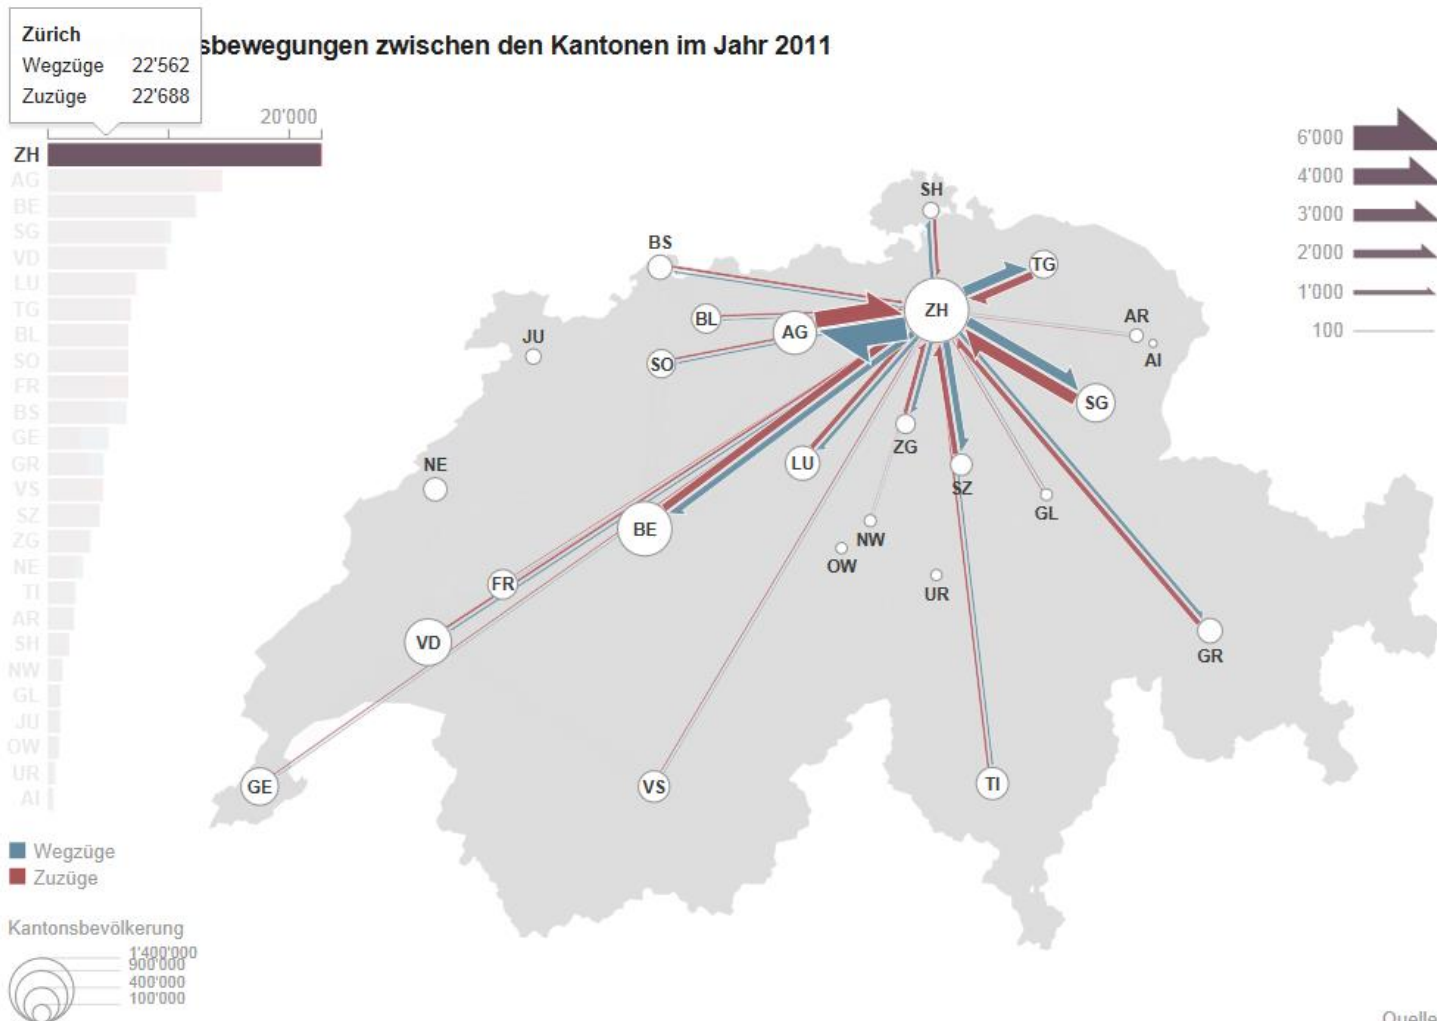 Zürich
Wegzüge 22'562
Zuzüge 22'688
sbewegungen zwischen den Kantonen im Jahr 2011
20'000
ZH
AG
BE
SG
VD
LU
TG
BL
SO
FR
BS
GE
GR
VS
SZ
ZG
NE
TI
AR
SH
NW
GL
JU
OW
UR
AI
6'000
4'000
3'000
2'000
1'000
100
SH
BS
TG
ZH
AR
BL
AG
JU
AI
SO
SG
ZG
LU
NE
SZ
GL
BE
NW
OW
FR
UR
VD
GR
GE
VS
TI
Wegzüge
Zuzüge
Kantonsbevölkerung
1'400'000
900'000
400'000
100'000
Quelle